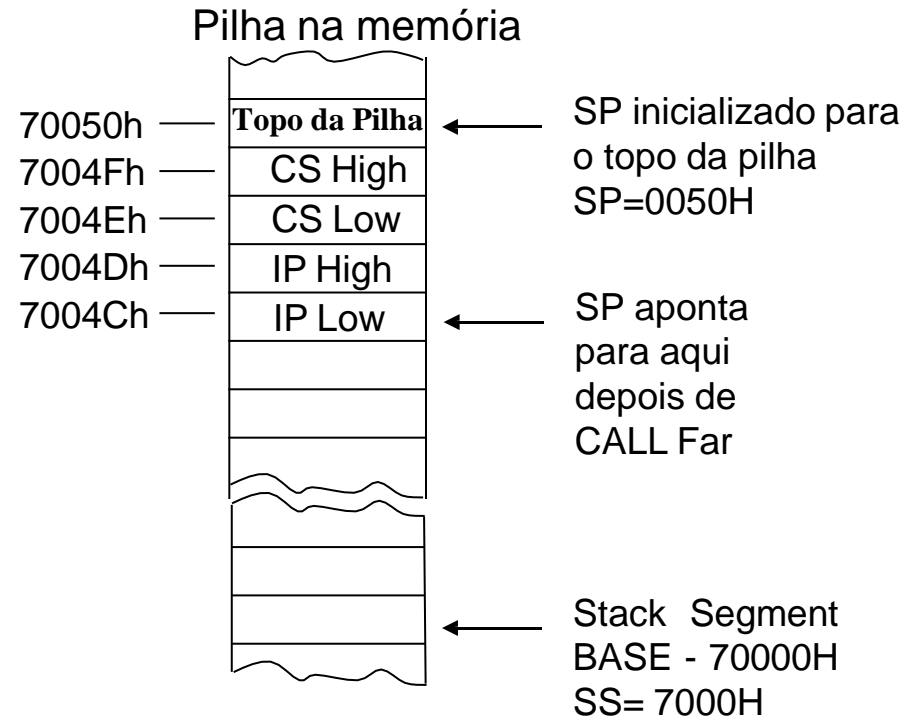 Pilha na memória
70050h
Topo da Pilha
SP inicializado para
o topo da pilha
SP=0050H
7004Fh
CS High
7004Eh
CS Low
7004Dh
IP High
7004Ch
IP Low
SP aponta
para aqui
depois de
CALL Far
Stack Segment
BASE - 70000H
SS= 7000H